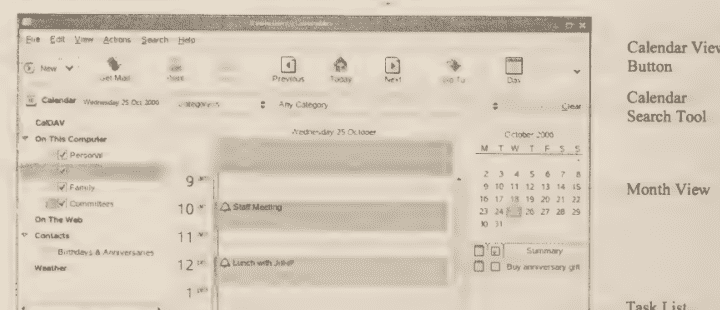 File Edit View Actions Search Help
New
Get Mail
Previous
Today
Next
Go To
Day
Calendar Wednesday 25 Oct 2006
Any Category
Clear
CalDAV
On This Computer
Personal
Family
Committees
On The Web
Contacts
Birthdays & Anniversaries
Weather
Wednesday 25 October
9
10 Staff Meeting
11
12 Lunch with
1
October 2006
M T W T F S S
2 3 4 5 6 7 8
9 10 11 12 13 14 15
16 17 18 19 20 21 22
23 24 26 27 28 29
30 31
Summary
Buy anniversary gift
Calendar View
Button
Calendar
Search Tool
Month View
Task List